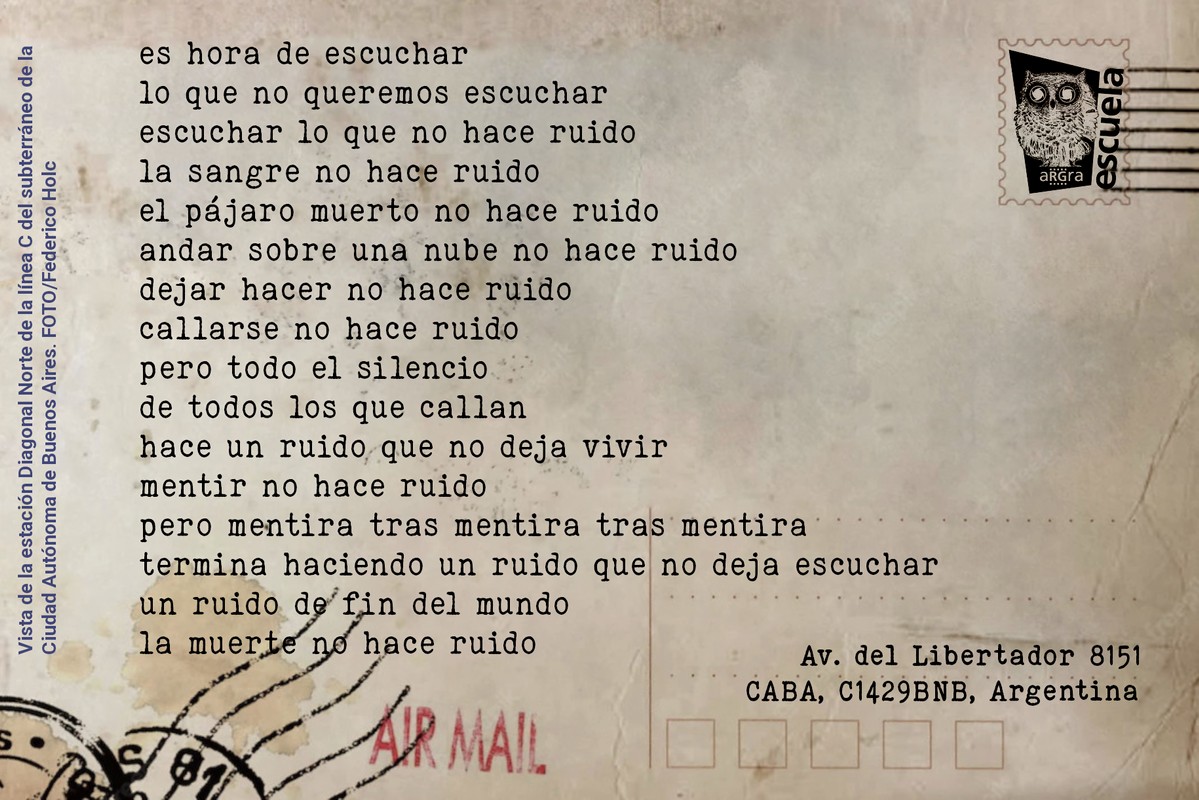 Vista de la estación Diagonal Norte de la línea C del subterráneo de la
Ciudad Autónoma de Buenos Aires. FOTO/Federico Holc
es hora de escuchar
lo que no queremos escuchar
escuchar lo que no hace ruido
la sangre no hace ruido
el pájaro muerto no hace ruido
andar sobre una nube no hace ruido
dejar hacer no hace ruido
callarse no hace ruido
pero todo el silencio
de todos los que callan
hace un ruido que no deja vivir
mentir no hace ruido
pero mentira tras mentira tras mentira
termina haciendo un ruido que no deja escuchar
un ruido de fin del mundo
la muerte no hace ruido
aRGra
escuela
Av. del Libertador 8151
CABA, C1429BNB, Argentina
AIR MAIL
S 81